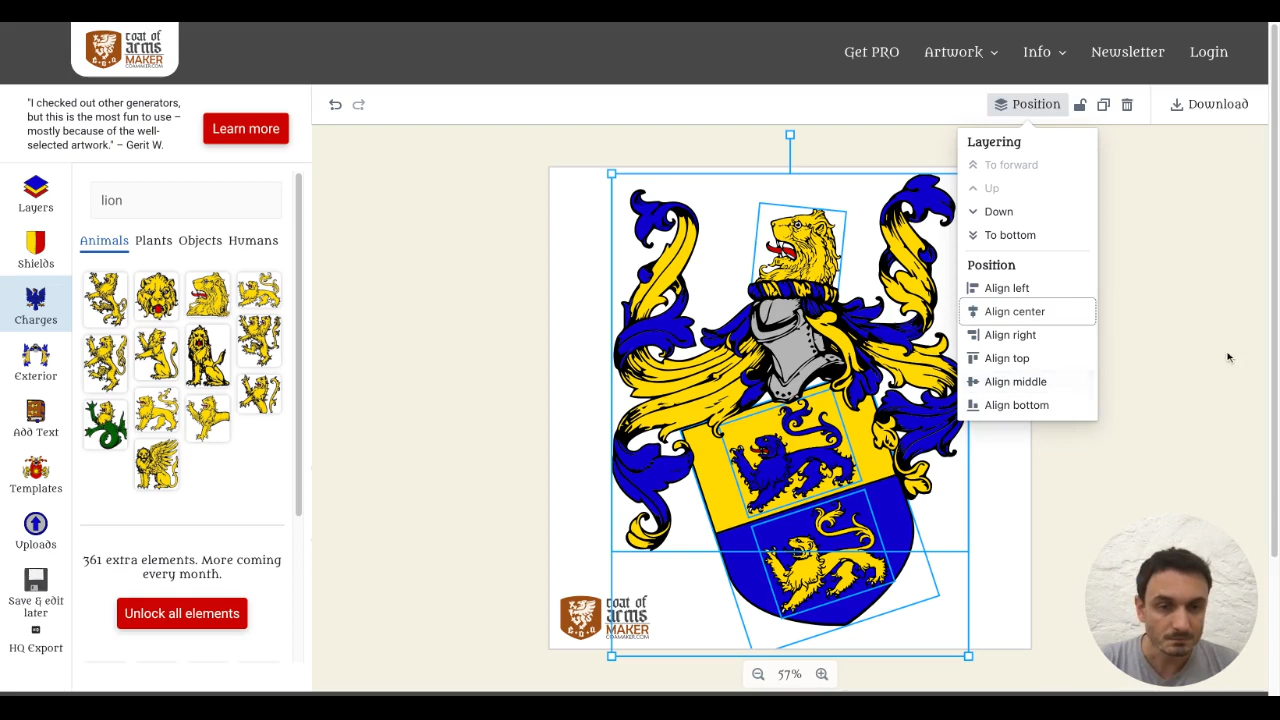 coat of
arms
MAKER
COAMAKER.COM
Get PRO
Artwork
Info
Newsletter
Login
"I checked out other generators,
but this is the most fun to use –
mostly because of the well-
selected artwork." – Gerit W.
Learn more
Position
Download
Layers
Shields
Charges
Exterior
Add Text
Templates
Uploads
Save & edit
later
HQ Export
lion
Animals
Plants
Objects
Humans
361 extra elements. More coming
every month.
Unlock all elements
Layering
To forward
Up
Down
To bottom
Position
Align left
Align center
Align right
Align top
Align middle
Align bottom
coat of
arms
MAKER
COAMAKER.COM
57%